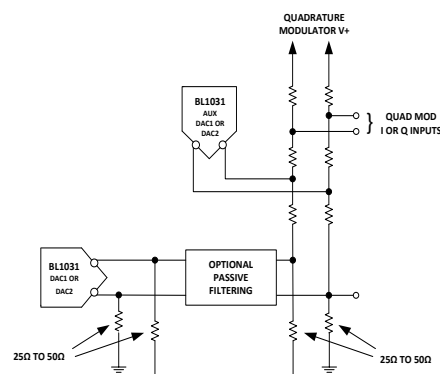 QUADRATURE
MODULATOR V+
BL1031
AUX
DAC1 OR
DAC2
QUAD MOD
I OR Q INPUTS
BL1031
DAC1 OR
DAC2
OPTIONAL
PASSIVE
FILTERING
25Ω TO 50Ω
25Ω TO 50Ω